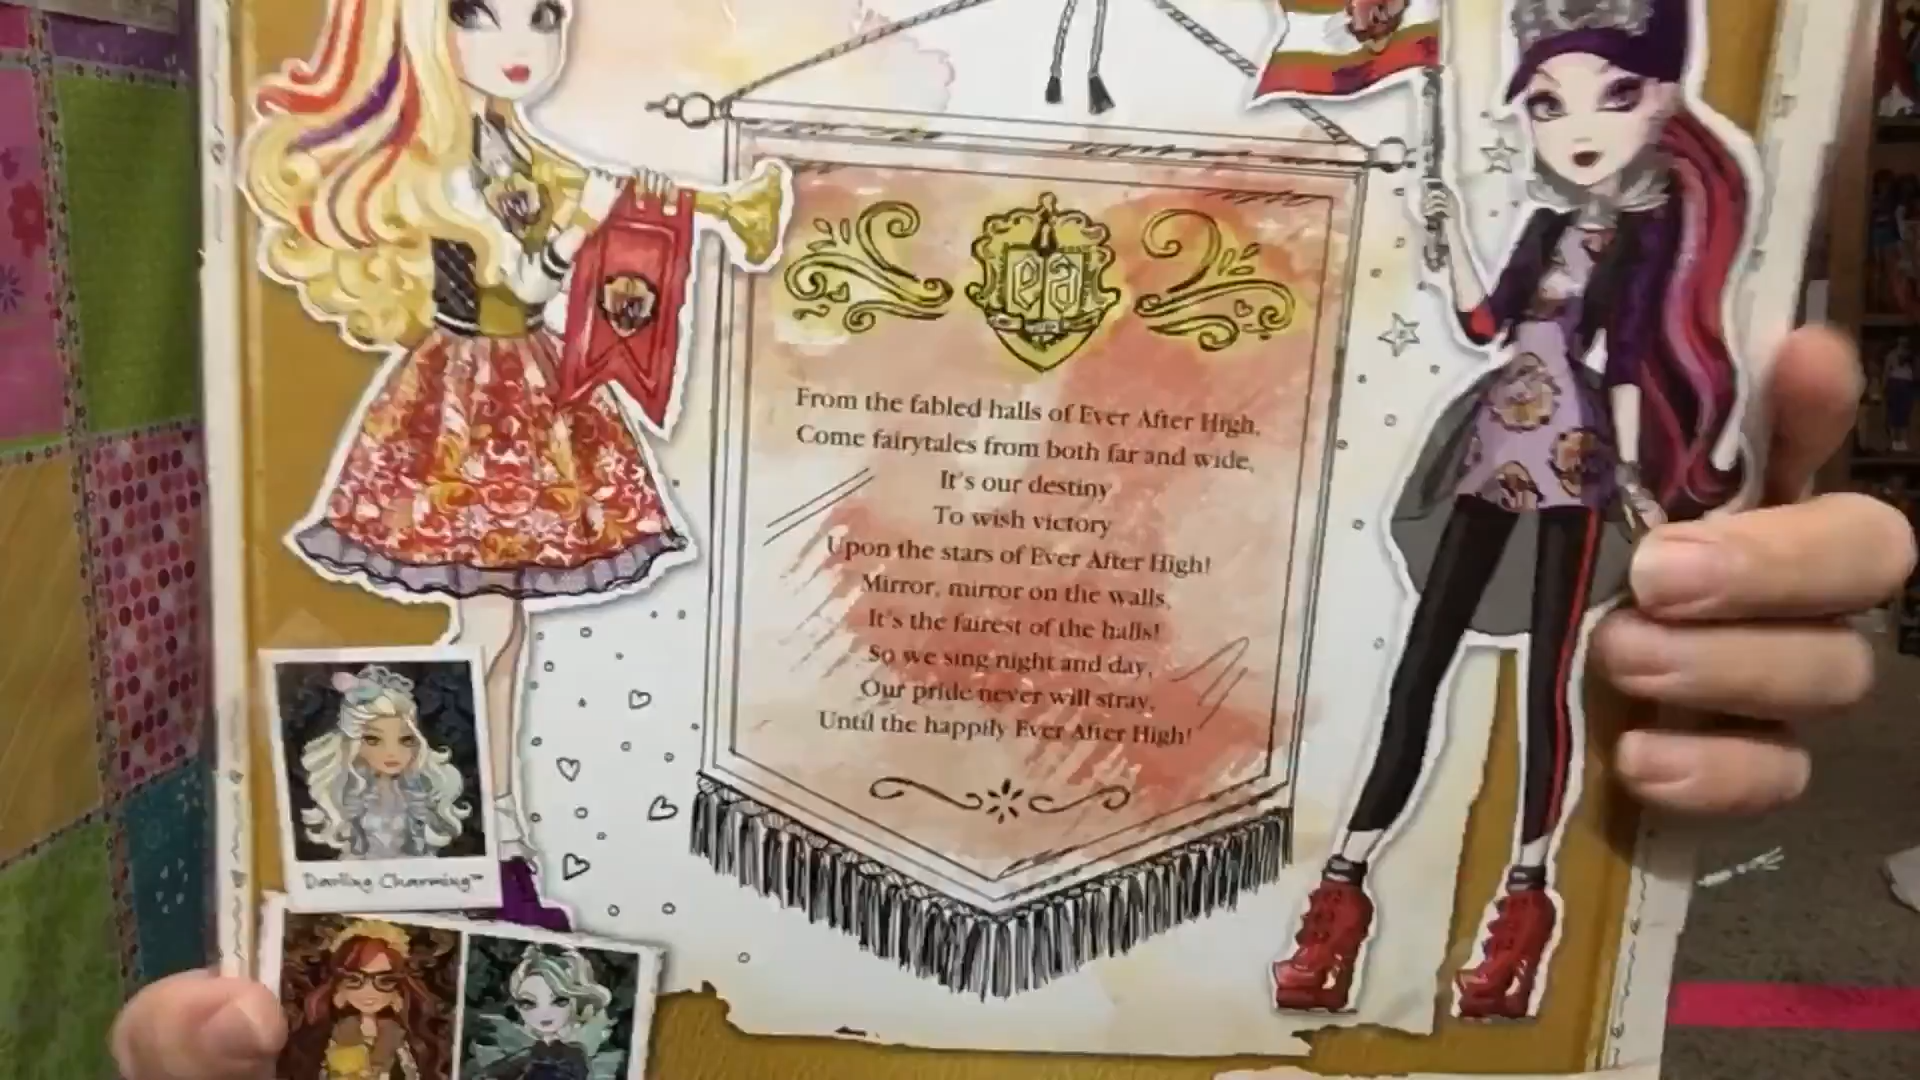 ea
From the fabled halls of Ever After High,
Come fairytales from both far and wide,
It's our destiny
To wish victory
Upon the stars of Ever After High!
Mirror, mirror on the walls,
It's the fairest of the halls!
So we sing night and day,
Our pride never will stray,
Until the happily Ever After High!
Darling Charming™